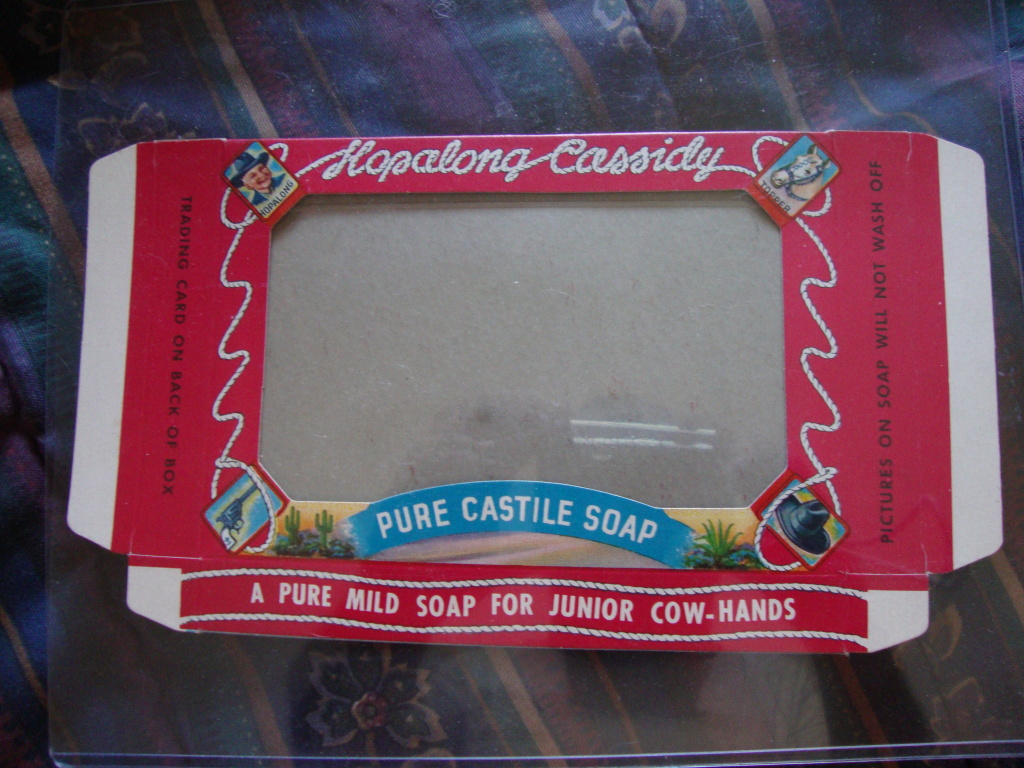 Hopalong Cassidy
HOPALONG
TOPPER
TRADING CARD ON BACK OF BOX
PICTURES ON SOAP WILL NOT WASH OFF
PURE CASTILE SOAP
A PURE MILD SOAP FOR JUNIOR COW-HANDS